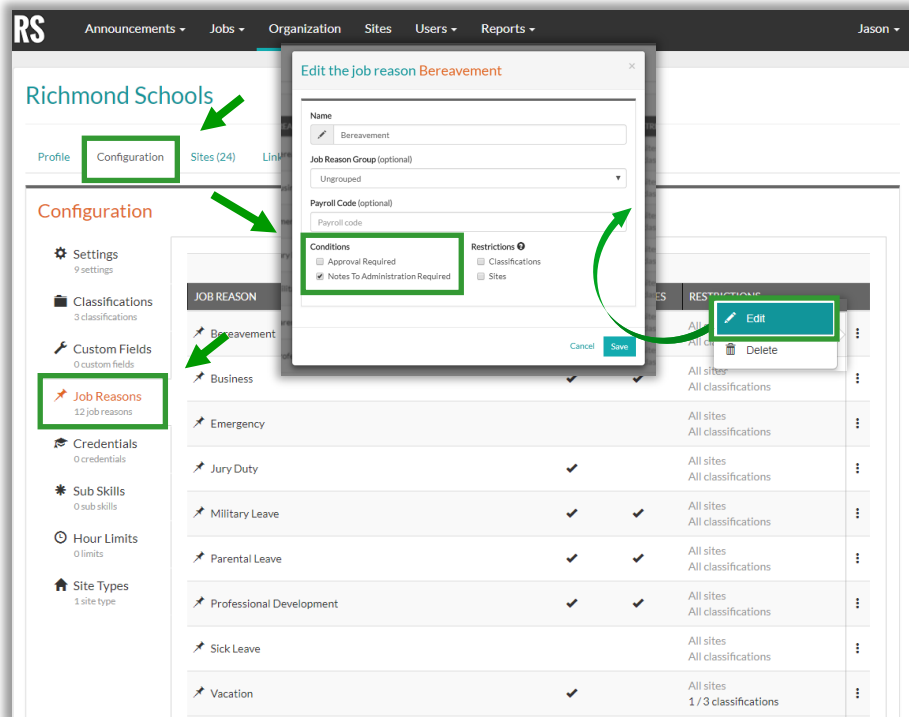 RS Announcements Jobs Organization Sites Users Reports Jason
Richmond Schools
Profile Configuration Sites (24)
Configuration
Settings
9 settings
Classifications
3 classifications
Custom Fields
0 custom fields
Job Reasons
12 job reasons
Credentials
0 credentials
Sub Skills
0 sub skills
Hour Limits
0 limits
Site Types
1 site type
Edit the job reason Bereavement ×
Name
Bereavement
Job Reason Group (optional)
Ungrouped
Payroll Code (optional)
Payroll code
Conditions Restrictions
Approval Required Classifications
Notes To Administration Required Sites
Cancel Save
Edit
Delete
JOB REASON RESTRICTIONS
Bereavement
Business All sites
All classifications
Emergency All sites
All classifications
Jury Duty All sites
All classifications
Military Leave All sites
All classifications
Parental Leave All sites
All classifications
Professional Development All sites
All classifications
Sick Leave All sites
All classifications
Vacation All sites
1 / 3 classifications